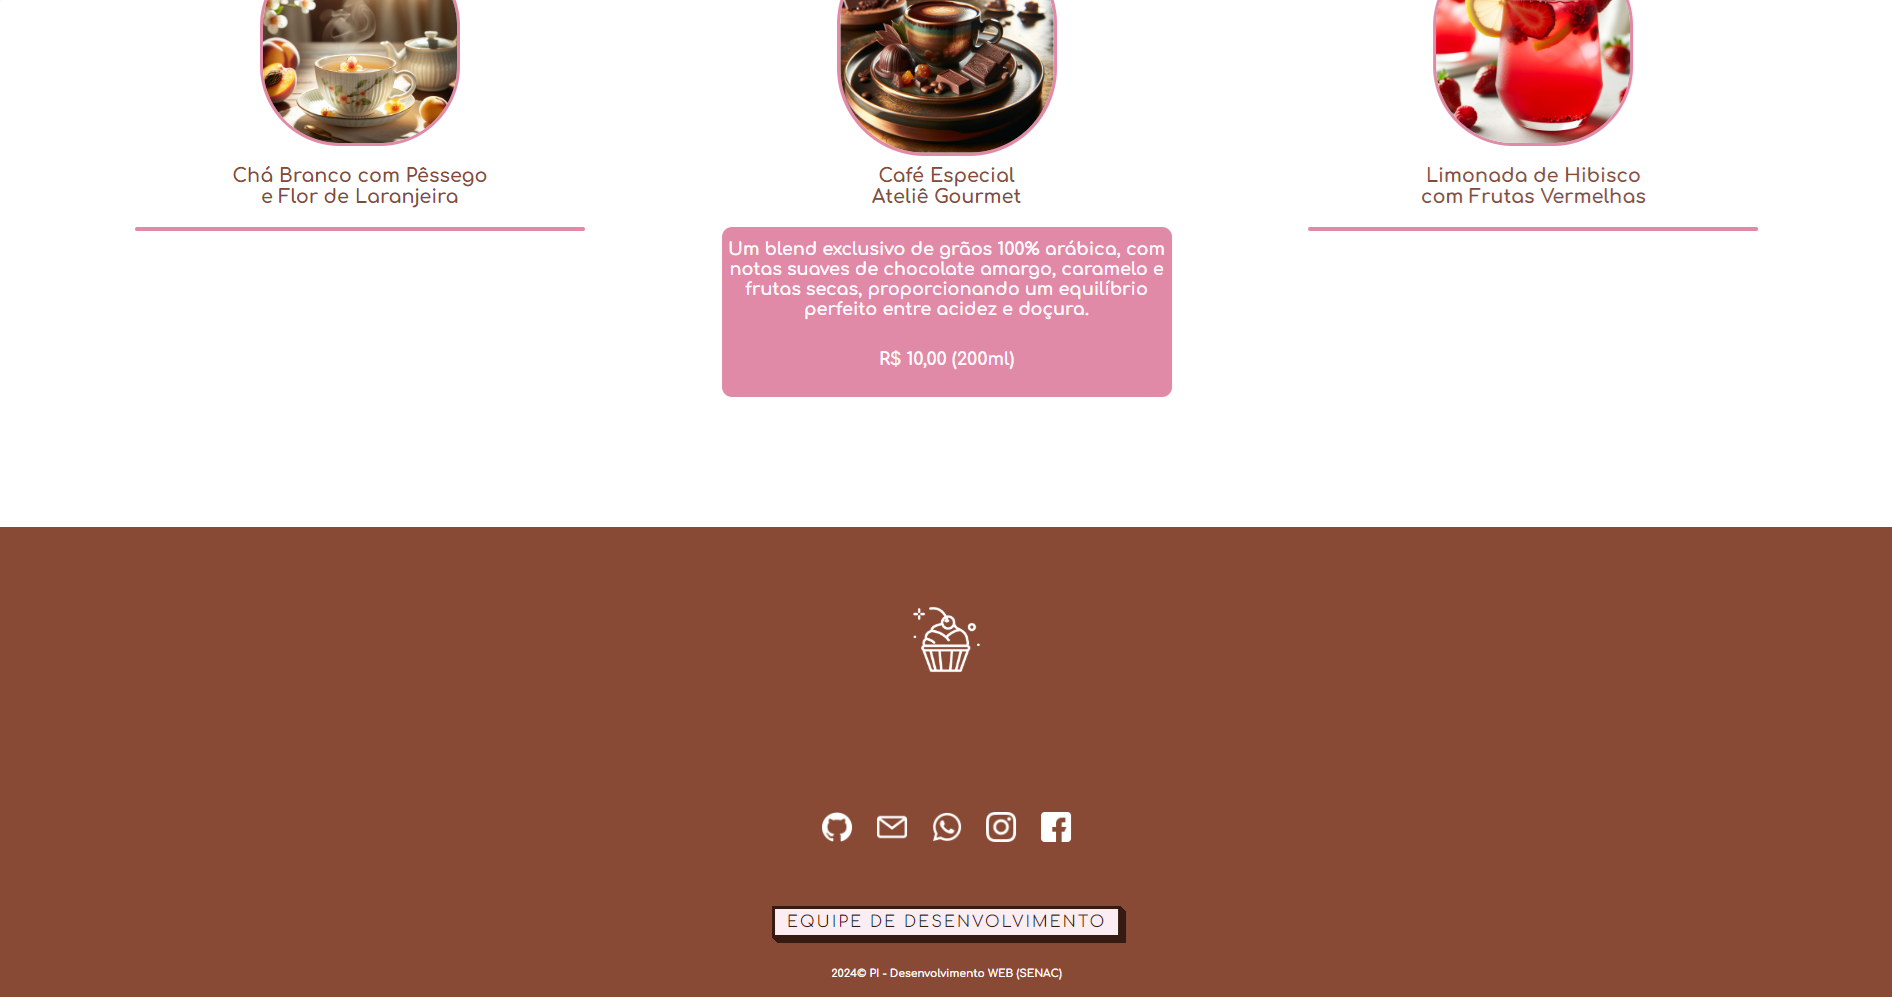 Chá Branco com Pêssego
e Flor de Laranjeira
Café Especial
Ateliê Gourmet
Limonada de Hibisco
com Frutas Vermelhas
Um blend exclusivo de grãos 100% arábica, com
notas suaves de chocolate amargo, caramelo e
frutas secas, proporcionando um equilíbrio
perfeito entre acidez e doçura.
R$ 10,00 (200ml)
EQUIPE DE DESENVOLVIMENTO
2024© PI - Desenvolvimento WEB (SENAC)